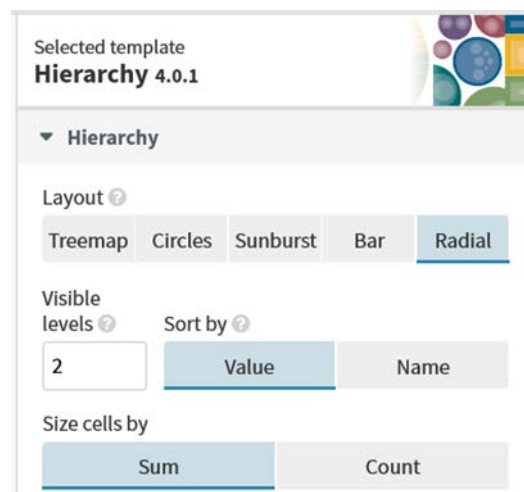 Selected template
Hierarchy 4.0.1
Hierarchy
Layout
Treemap Circles Sunburst Bar Radial
Visible
levels Sort by
2 Value Name
Size cells by
Sum Count